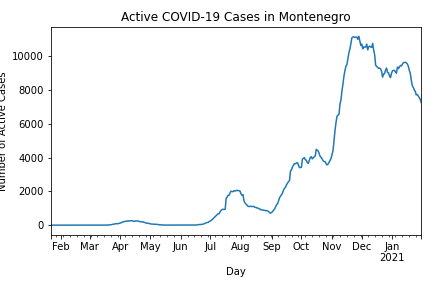 Active COVID-19 Cases in Montenegro
Number of Active Cases
10000
8000
6000
4000
2000
0
Feb Mar Apr May Jun Jul Aug Sep Oct Nov Dec Jan
2021
Day